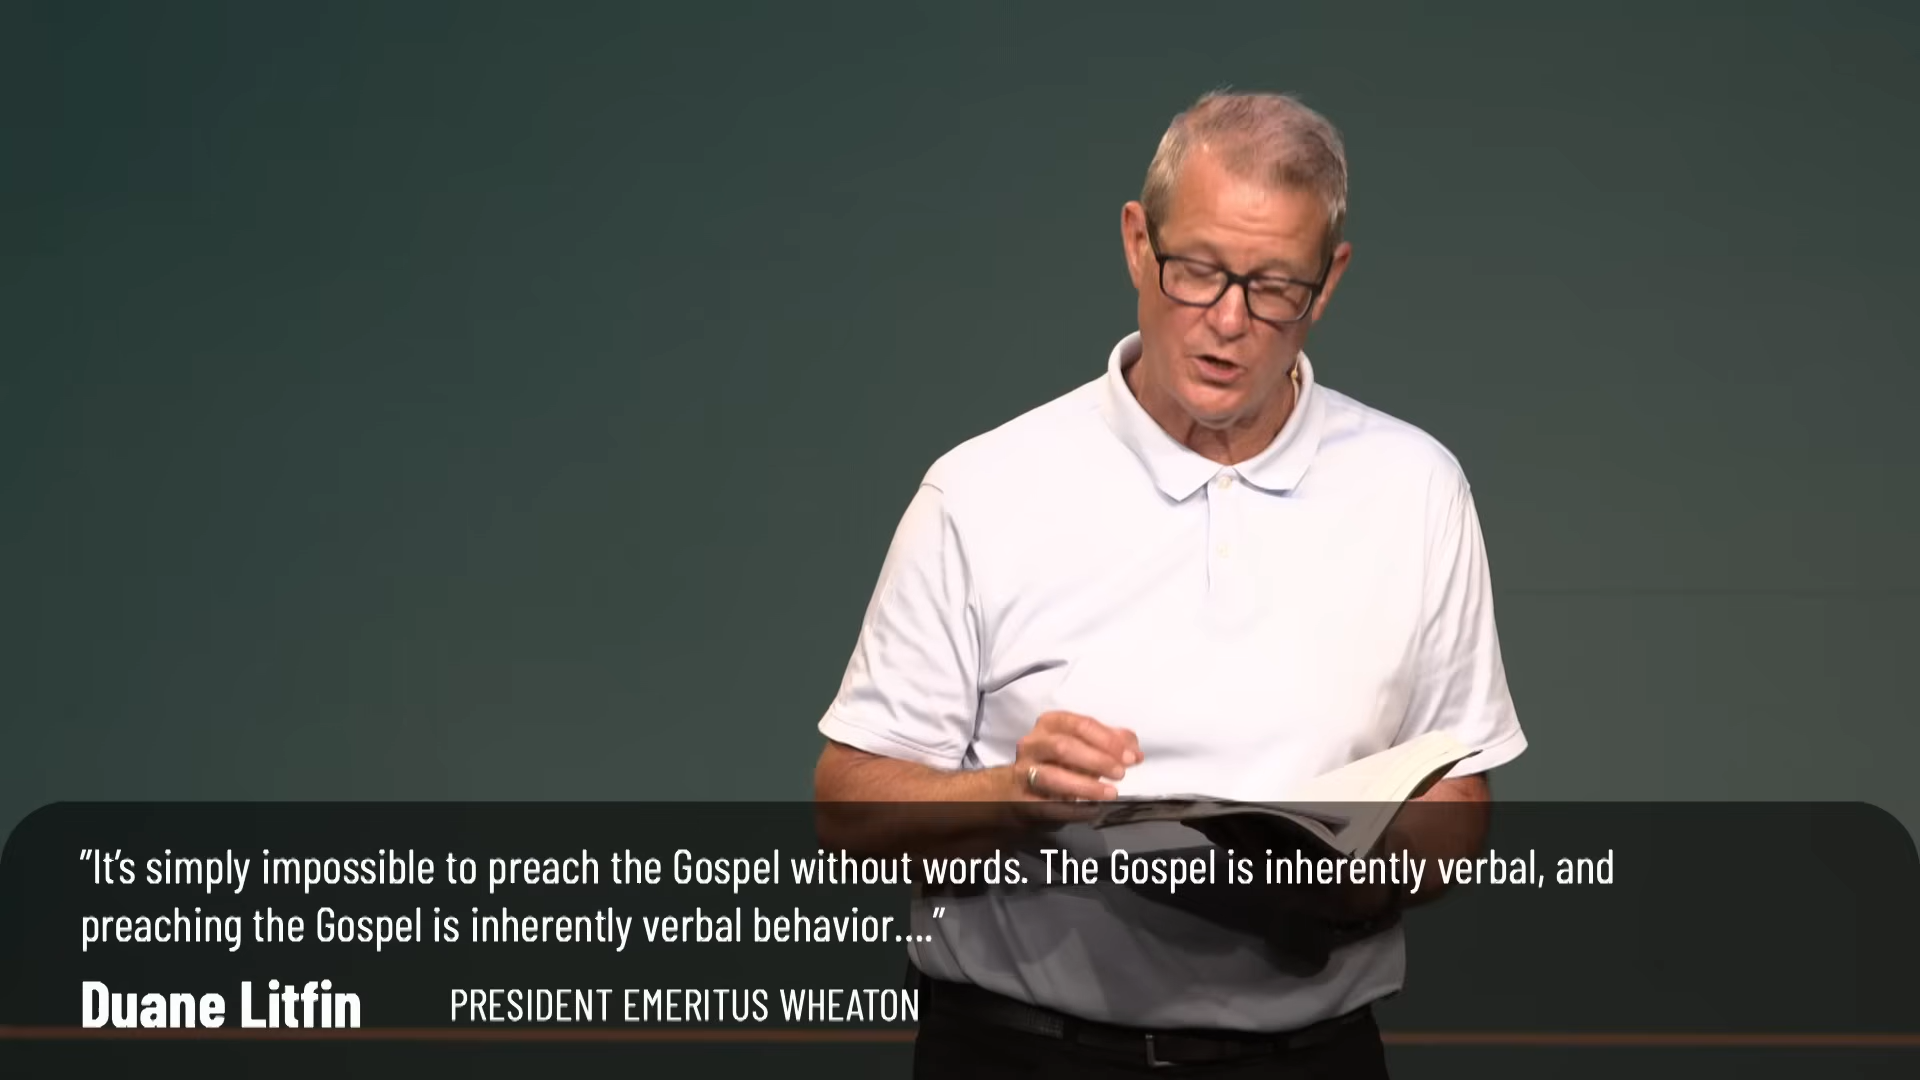 "It's simply impossible to preach the Gospel without words. The Gospel is inherently verbal, and
preaching the Gospel is inherently verbal behavior...."
Duane Litfin PRESIDENT EMERITUS WHEATON